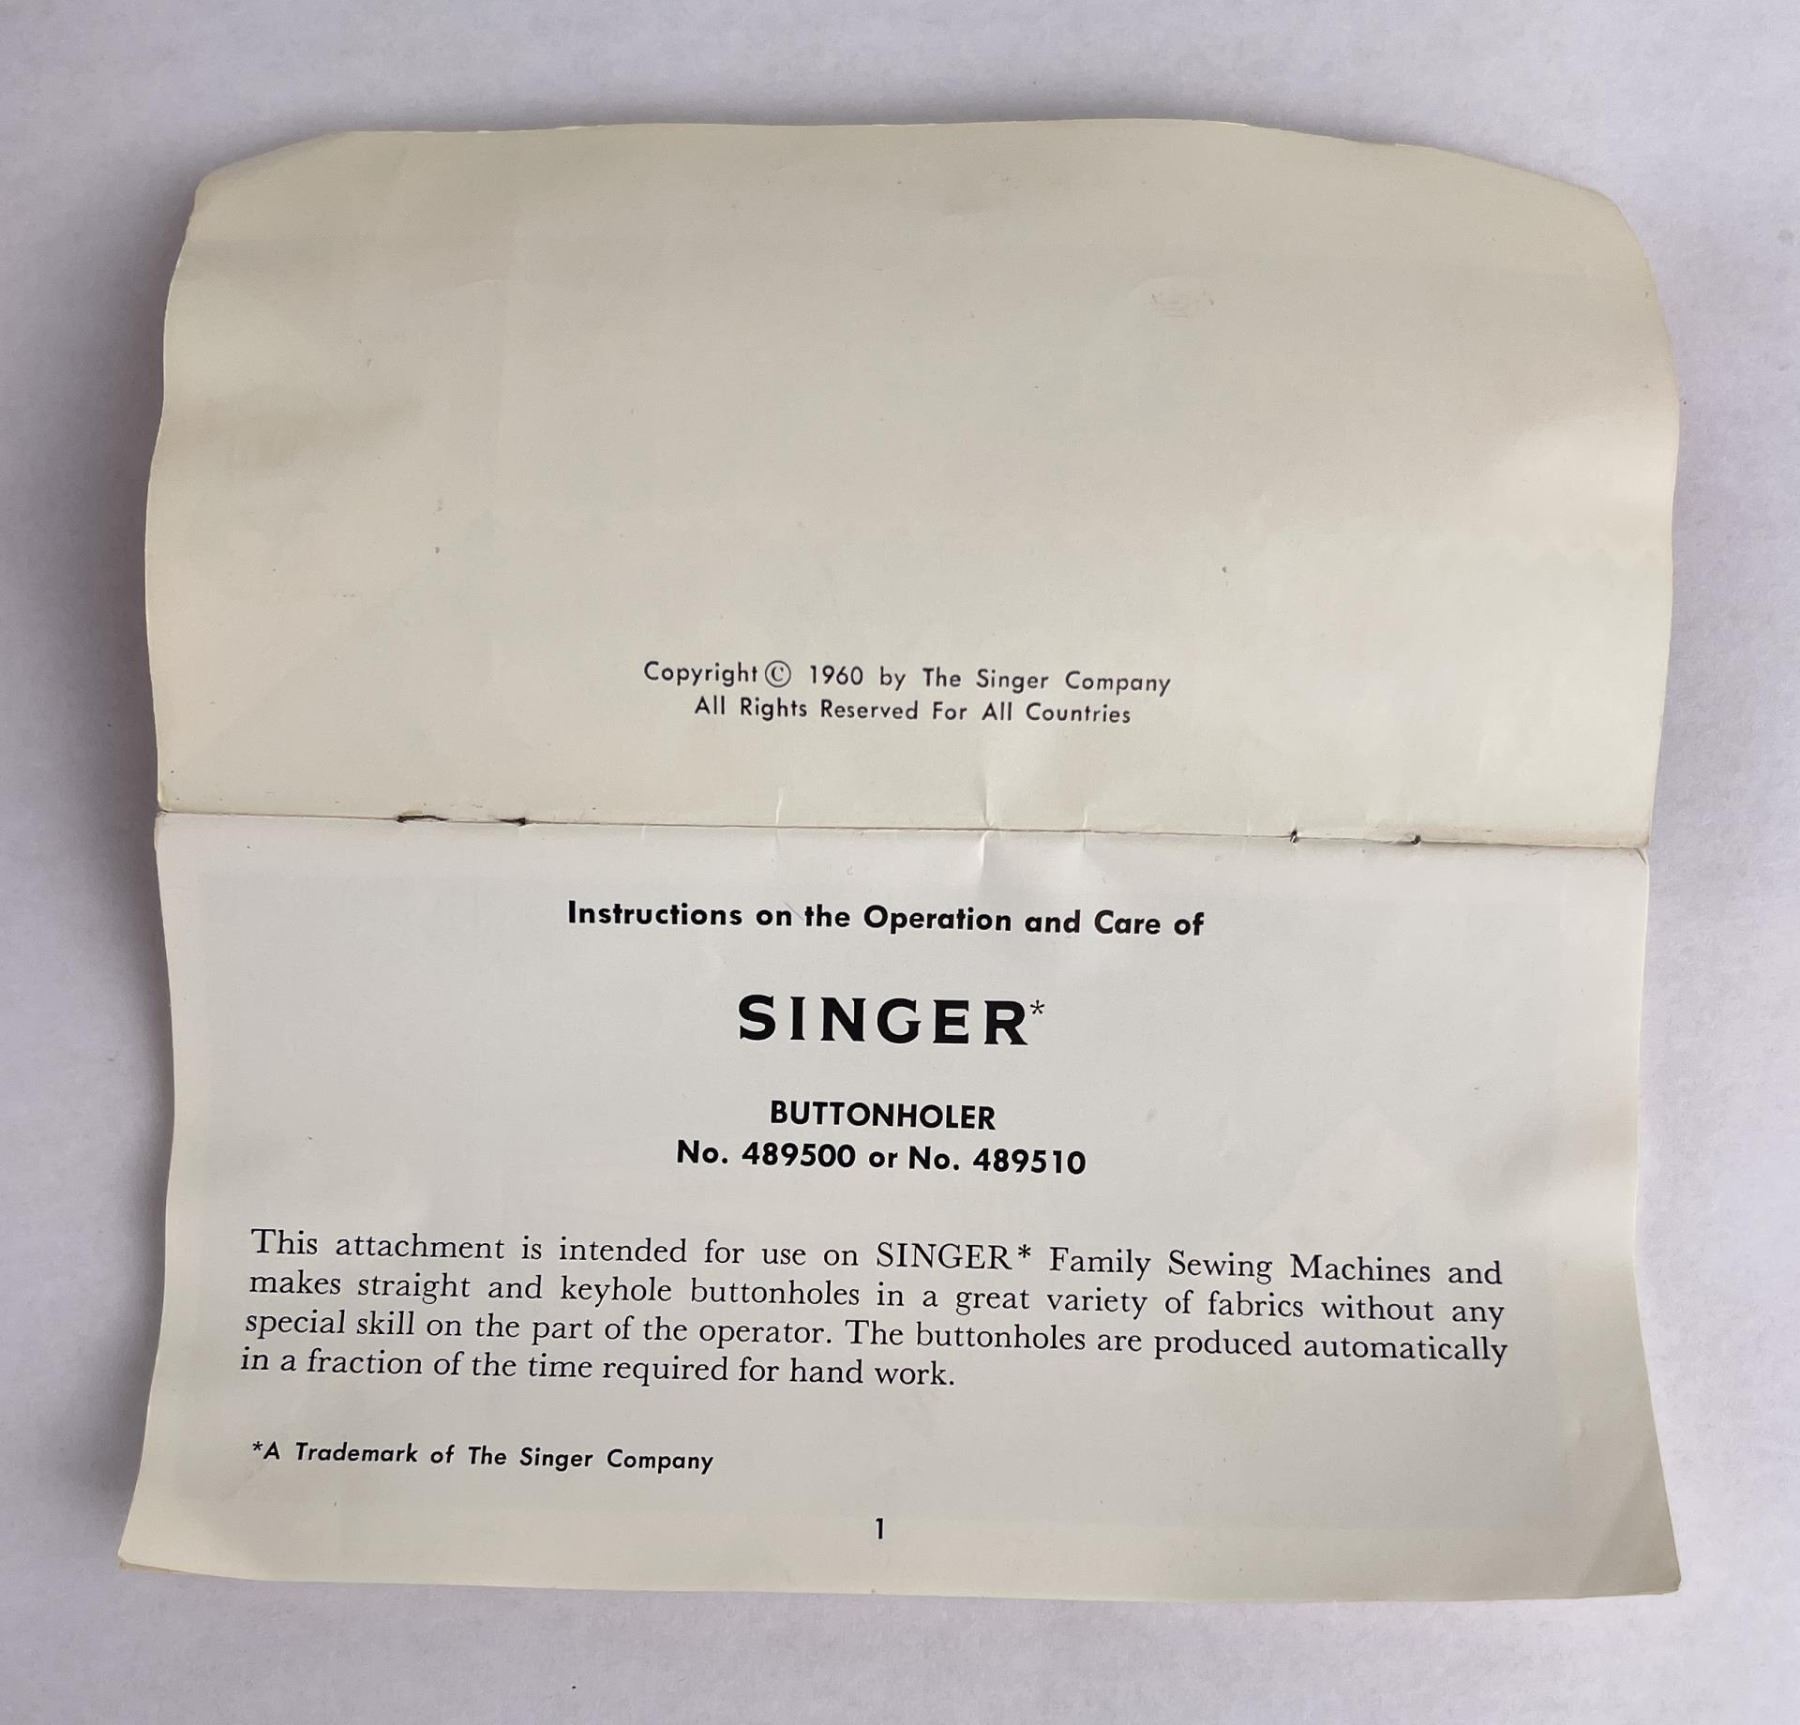 Copyright © 1960 by The Singer Company
All Rights Reserved For All Countries
Instructions on the Operation and Care of
SINGER*
BUTTONHOLER
No. 489500 or No. 489510
This attachment is intended for use on SINGER* Family Sewing Machines and
makes straight and keyhole buttonholes in a great variety of fabrics without any
special skill on the part of the operator. The buttonholes are produced automatically
in a fraction of the time required for hand work.
*A Trademark of The Singer Company
1